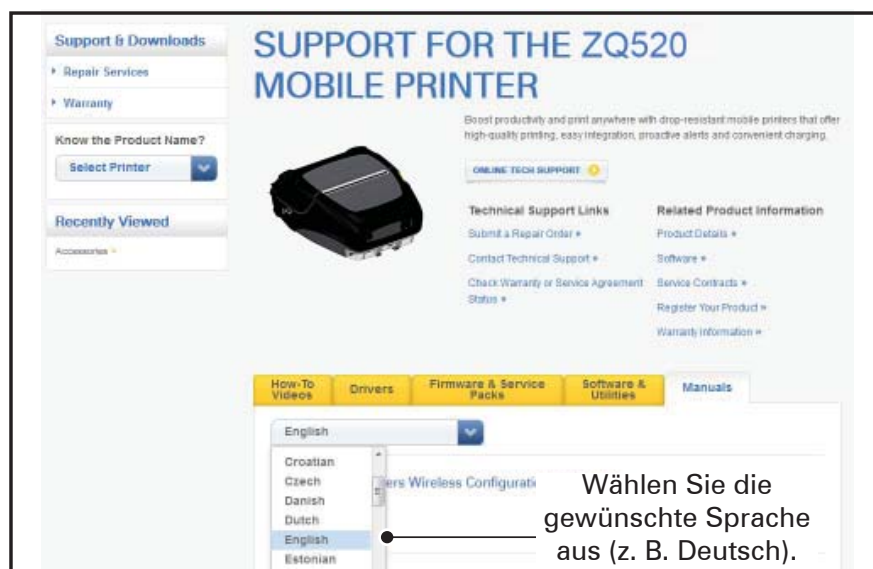 Support & Downloads
Repair Services
Warranty
Know the Product Name?
Select Printer
Recently Viewed
Accessories
SUPPORT FOR THE ZQ520
MOBILE PRINTER
Boost productivity and print anywhere with drop-resistant mobile printers that offer
high-quality printing, easy integration, proactive alerts and convenient charging.
ONLINE TECH SUPPORT
Technical Support Links
Submit a Repair Order »
Contact Technical Support »
Check Warranty or Service Agreement
Status »
Related Product Information
Product Details »
Software »
Service Contracts »
Register Your Product »
Warranty Information »
How-To
Videos
Drivers
Firmware & Service
Packs
Software &
Utilities
Manuals
English
Croatian
Czech
Danish
Dutch
English
Estonian
ers Wireless Configurati
Wählen Sie die
gewünschte Sprache
aus (z. B. Deutsch).